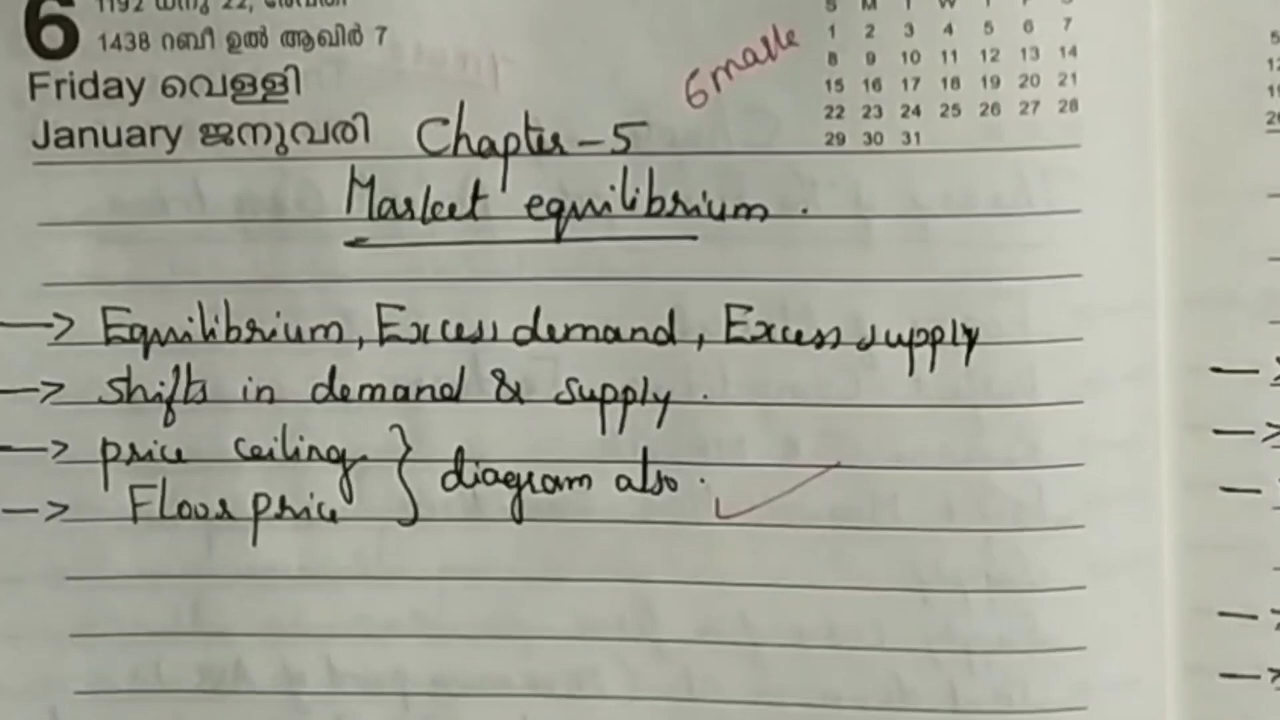 6
1438 റബീ ഉൽ ആഖിർ 7
Friday വെള്ളി
January ജനുവരി
1 2 3 4 5 6 7
8 9 10 11 12 13 14
15 16 17 18 19 20 21
22 23 24 25 26 27 28
29 30 31
6 marks
Chapter-5
Market equilibrium.
→ Equilibrium, Excess demand, Excess supply
→ shifts in demand & supply.
→ price ceiling } diagram also.
→ Floor price